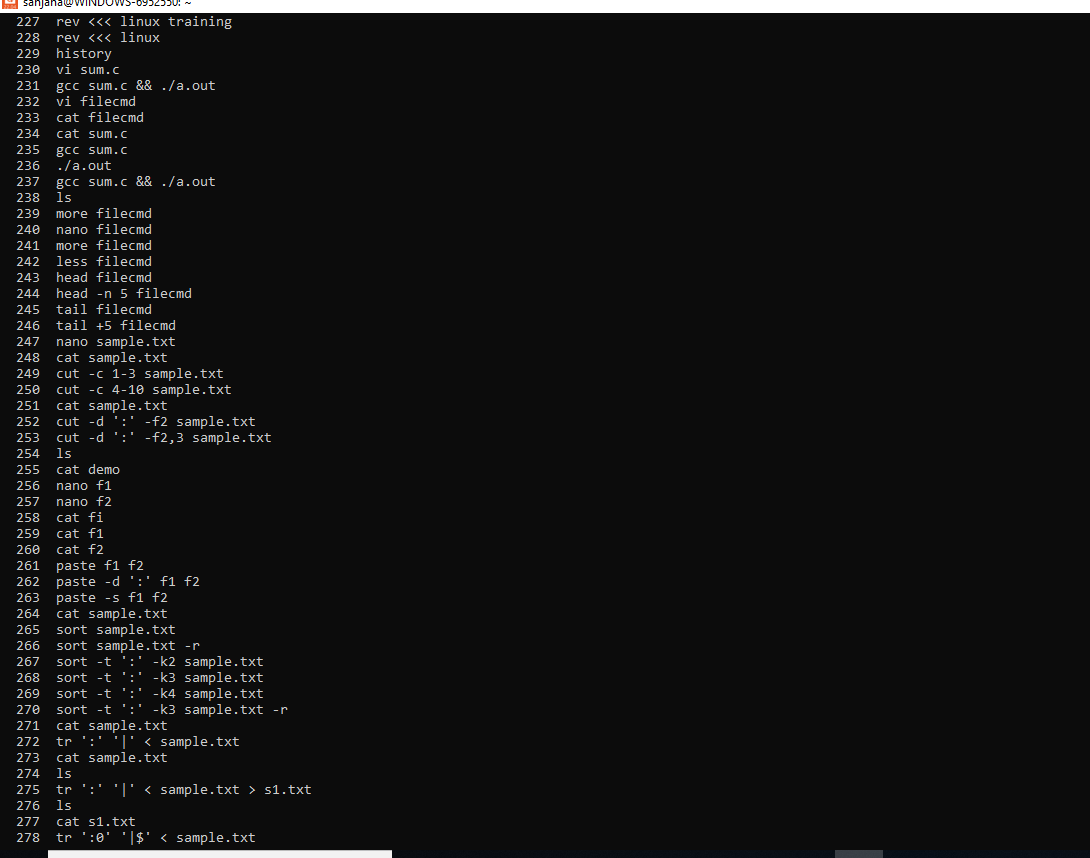 sanjana@WINDOWS-6952550: ~
227 rev <<< linux training
228 rev <<< linux
229 history
230 vi sum.c
231 gcc sum.c && ./a.out
232 vi filecmd
233 cat filecmd
234 cat sum.c
235 gcc sum.c
236 ./a.out
237 gcc sum.c && ./a.out
238 ls
239 more filecmd
240 nano filecmd
241 more filecmd
242 less filecmd
243 head filecmd
244 head -n 5 filecmd
245 tail filecmd
246 tail +5 filecmd
247 nano sample.txt
248 cat sample.txt
249 cut -c 1-3 sample.txt
250 cut -c 4-10 sample.txt
251 cat sample.txt
252 cut -d ':' -f2 sample.txt
253 cut -d ':' -f2,3 sample.txt
254 ls
255 cat demo
256 nano f1
257 nano f2
258 cat fi
259 cat f1
260 cat f2
261 paste f1 f2
262 paste -d ':' f1 f2
263 paste -s f1 f2
264 cat sample.txt
265 sort sample.txt
266 sort sample.txt -r
267 sort -t ':' -k2 sample.txt
268 sort -t ':' -k3 sample.txt
269 sort -t ':' -k4 sample.txt
270 sort -t ':' -k3 sample.txt -r
271 cat sample.txt
272 tr ':' '|' < sample.txt
273 cat sample.txt
274 ls
275 tr ':' '|' < sample.txt > s1.txt
276 ls
277 cat s1.txt
278 tr ':0' '|$' < sample.txt